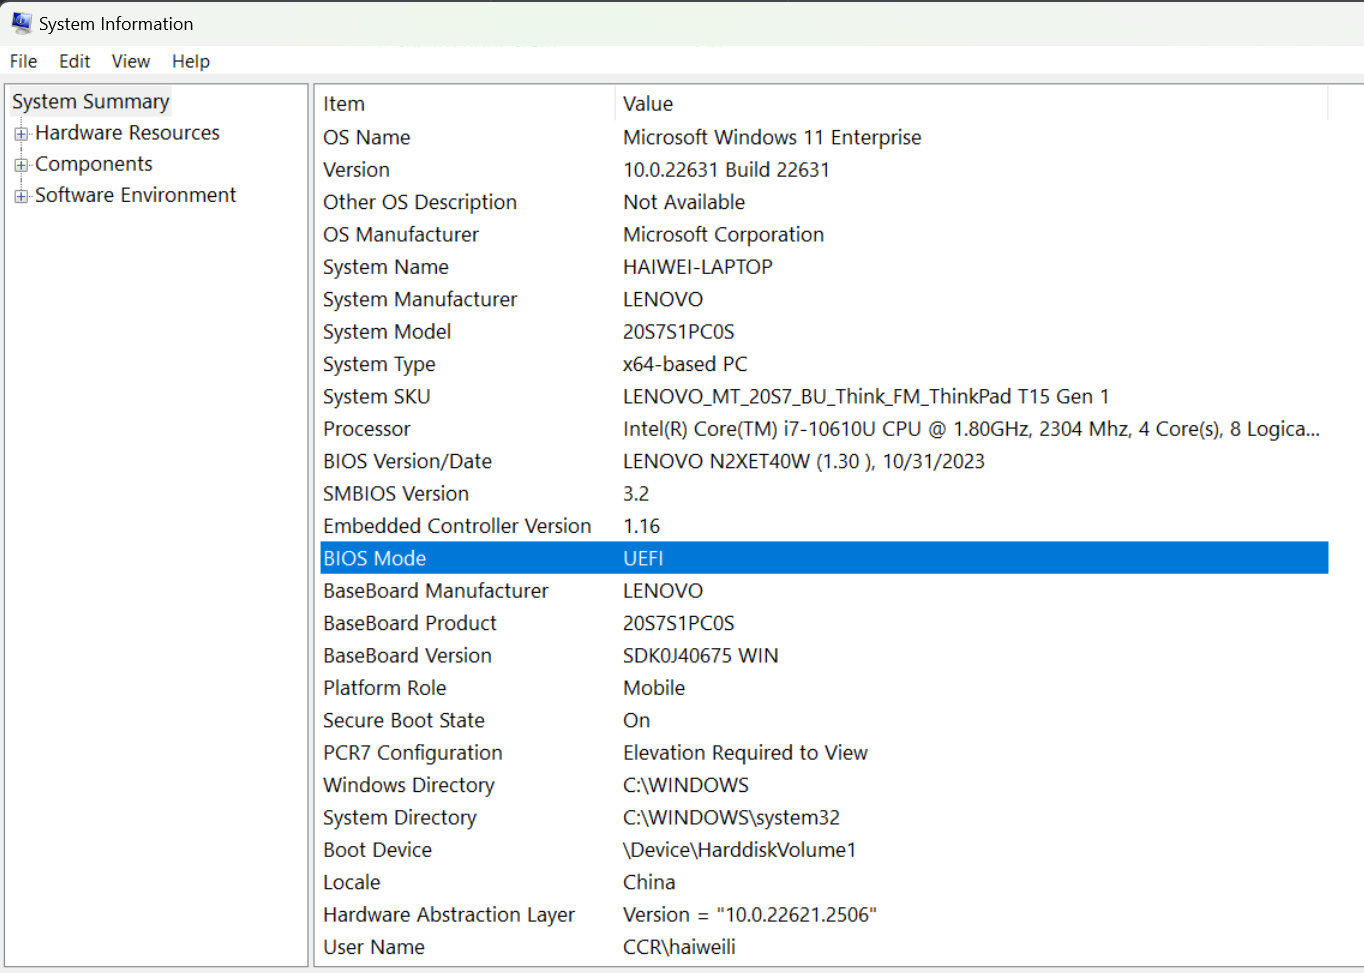 System Information
File Edit View Help
System Summary
Hardware Resources
Components
Software Environment
Item Value
OS Name Microsoft Windows 11 Enterprise
Version 10.0.22631 Build 22631
Other OS Description Not Available
OS Manufacturer Microsoft Corporation
System Name HAIWEI-LAPTOP
System Manufacturer LENOVO
System Model 20S7S1PC0S
System Type x64-based PC
System SKU LENOVO_MT_20S7_BU_Think_FM_ThinkPad T15 Gen 1
Processor Intel(R) Core(TM) i7-10610U CPU @ 1.80GHz, 2304 Mhz, 4 Core(s), 8 Logica...
BIOS Version/Date LENOVO N2XET40W (1.30 ), 10/31/2023
SMBIOS Version 3.2
Embedded Controller Version 1.16
BIOS Mode UEFI
BaseBoard Manufacturer LENOVO
BaseBoard Product 20S7S1PC0S
BaseBoard Version SDK0J40675 WIN
Platform Role Mobile
Secure Boot State On
PCR7 Configuration Elevation Required to View
Windows Directory C:\WINDOWS
System Directory C:\WINDOWS\system32
Boot Device \Device\HarddiskVolume1
Locale China
Hardware Abstraction Layer Version = "10.0.22621.2506"
User Name CCR\haiweili